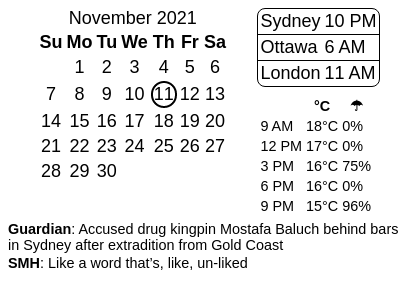 November 2021
Su Mo Tu We Th Fr Sa
1 2 3 4 5 6
7 8 9 10 11 12 13
14 15 16 17 18 19 20
21 22 23 24 25 26 27
28 29 30
Sydney 10 PM
Ottawa 6 AM
London 11 AM
°C ☂
9 AM 18°C 0%
12 PM 17°C 0%
3 PM 16°C 75%
6 PM 16°C 0%
9 PM 15°C 96%
Guardian: Accused drug kingpin Mostafa Baluch behind bars
in Sydney after extradition from Gold Coast
SMH: Like a word that’s, like, un-liked